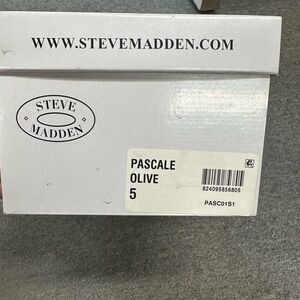 WWW.STEVEMADDEN.COM
STEVE
MADDEN
PASCALE
OLIVE
5
824095856805
PASC01S1